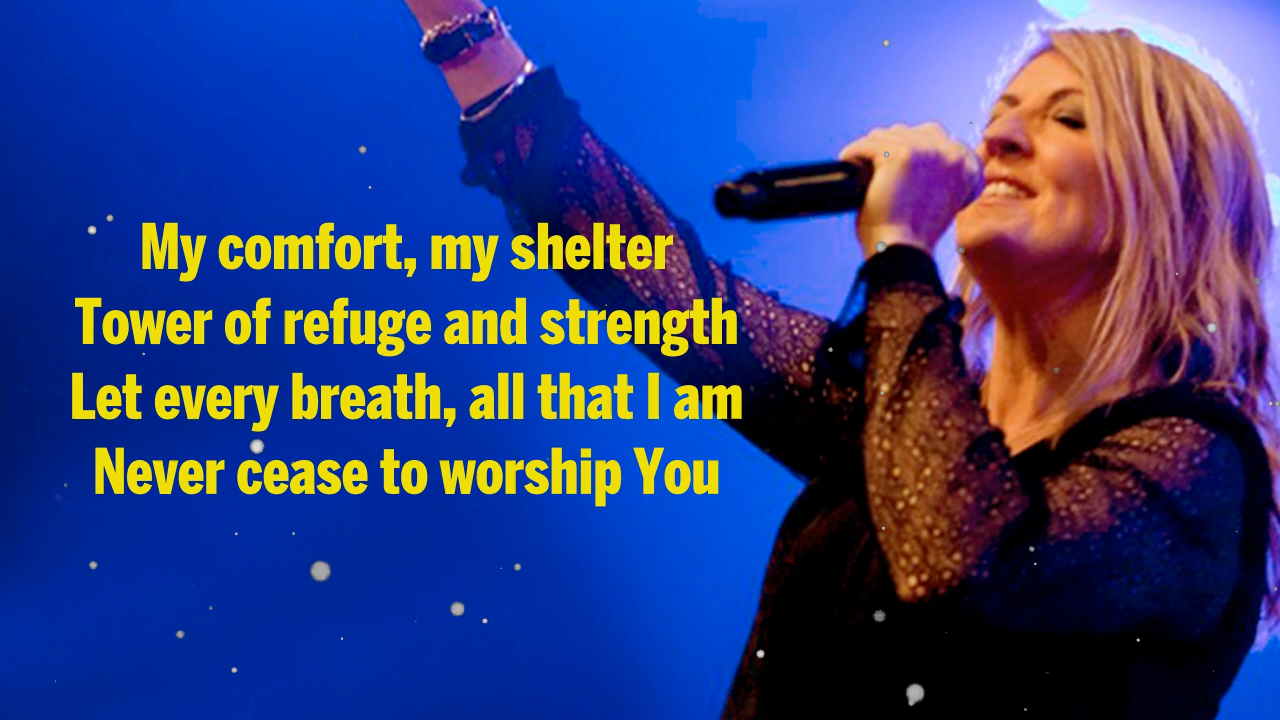 My comfort, my shelter
Tower of refuge and strength
Let every breath, all that I am
Never cease to worship You